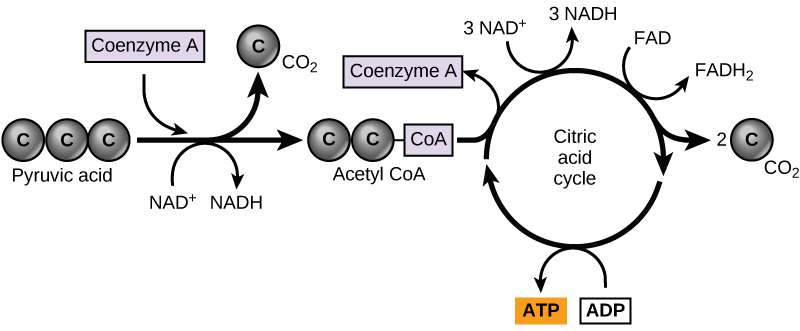 Coenzyme A
C
CO2
C C C
Pyruvic acid
NAD+
NADH
C C CoA
Acetyl CoA
Coenzyme A
3 NAD+
3 NADH
FAD
FADH2
Citric
acid
cycle
2 C
CO2
ATP
ADP